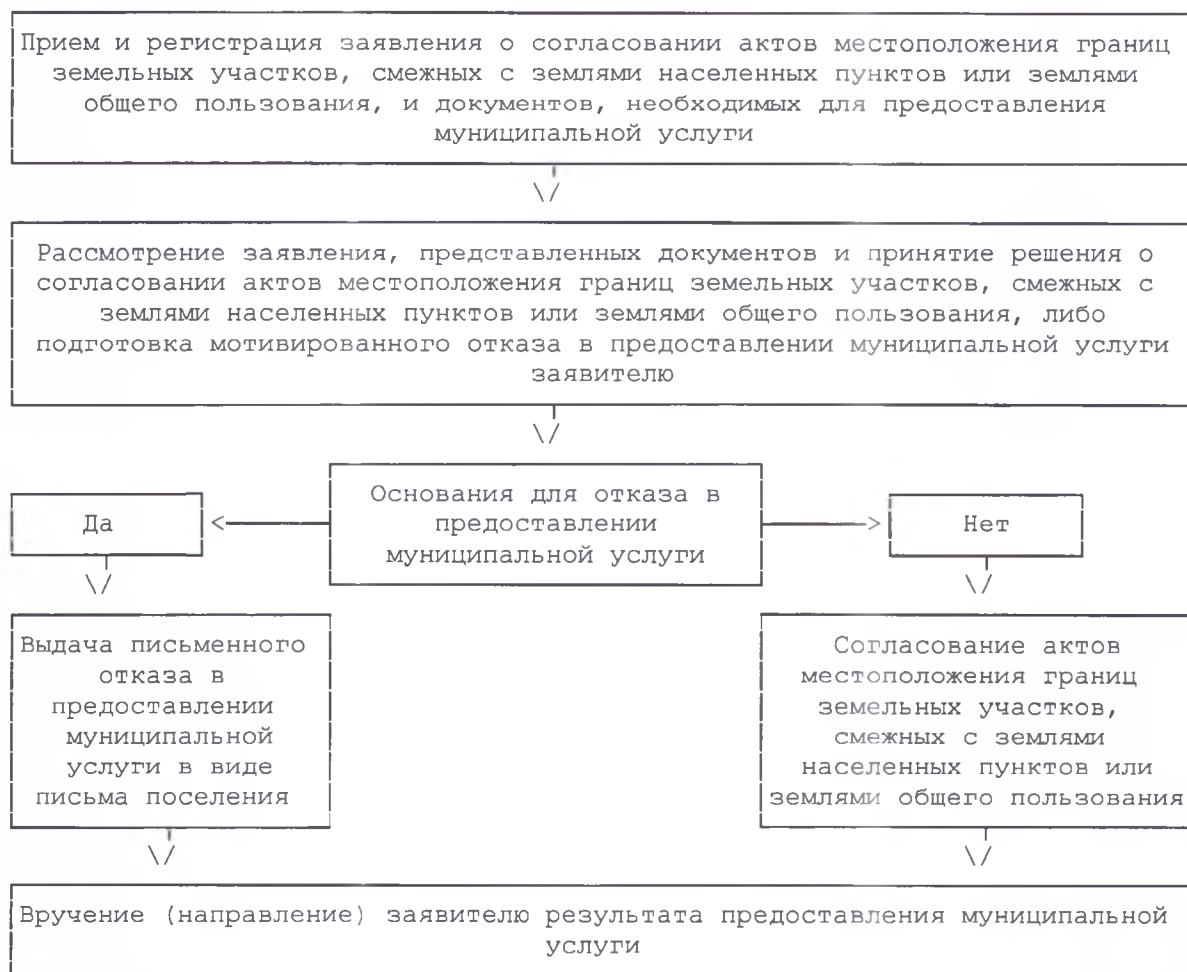 Прием и регистрация заявления о согласовании актов местоположения границ
земельных участков, смежных с землями населенных пунктов или землями
общего пользования, и документов, необходимых для предоставления
муниципальной услуги
\/
Рассмотрение заявления, представленных документов и принятие решения о
согласовании актов местоположения границ земельных участков, смежных с
землями населенных пунктов или землями общего пользования, либо
подготовка мотивированного отказа в предоставлении муниципальной услуги
заявителю
\/
Основания для отказа в
предоставлении
муниципальной услуги
Да
<
>
Нет
\/
\/
Выдача письменного
отказа в
предоставлении
муниципальной
услуги в виде
письма поселения
Согласование актов
местоположения границ
земельных участков,
смежных с землями
населенных пунктов или
землями общего пользования
\/
\/
Вручение (направление) заявителю результата предоставления муниципальной
услуги